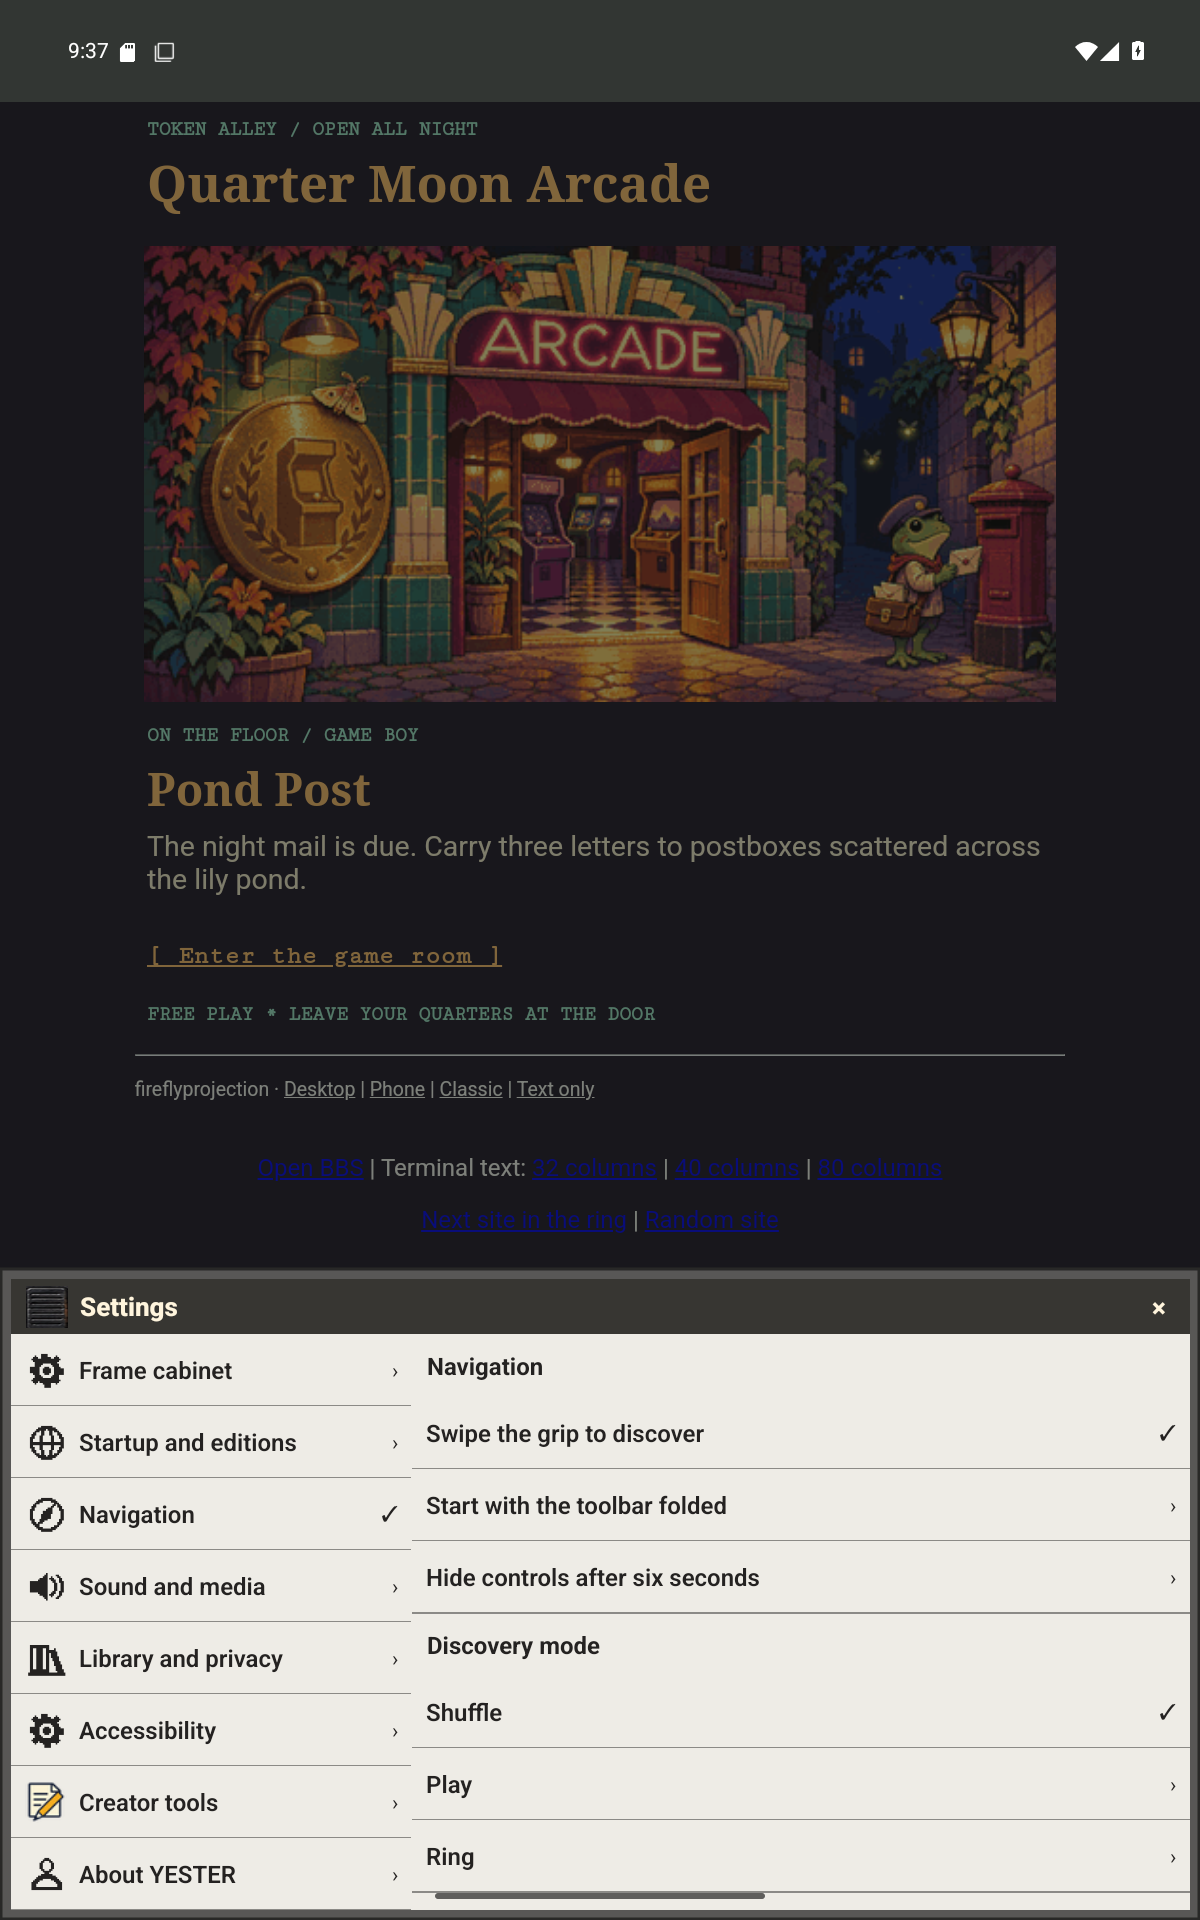 9:37
TOKEN ALLEY / OPEN ALL NIGHT
Quarter Moon Arcade
ARCADE
ON THE FLOOR / GAME BOY
Pond Post
The night mail is due. Carry three letters to postboxes scattered across
the lily pond.
[ Enter the game room ]
FREE PLAY * LEAVE YOUR QUARTERS AT THE DOOR
fireflyprojection · Desktop | Phone | Classic | Text only
Open BBS | Terminal text: 32 columns | 40 columns | 80 columns
Next site in the ring | Random site
Settings
Frame cabinet
Startup and editions
Navigation
Sound and media
Library and privacy
Accessibility
Creator tools
About YESTER
Navigation
Swipe the grip to discover
Start with the toolbar folded
Hide controls after six seconds
Discovery mode
Shuffle
Play
Ring